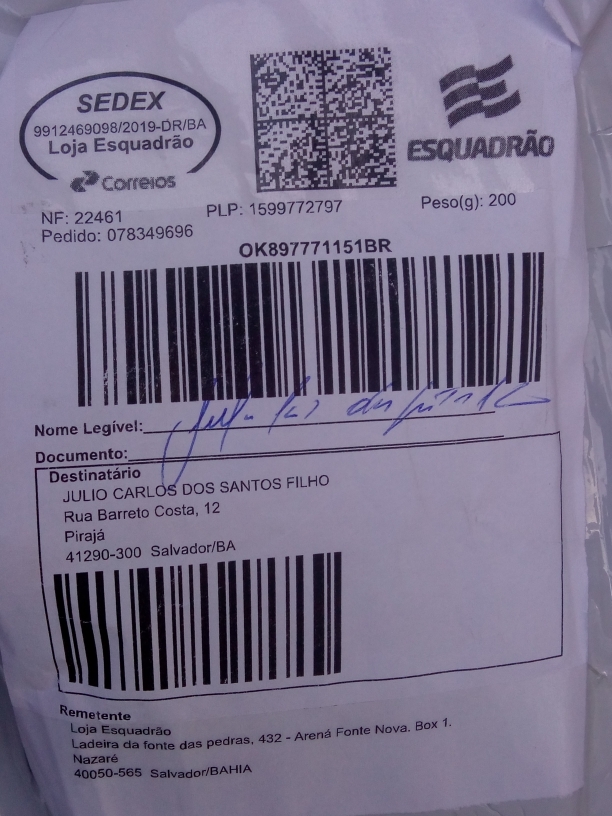 SEDEX
9912469098/2019-DR/BA
Loja Esquadrão
Correios
ESQUADRÃO
NF: 22461
PLP: 1599772797
Peso(g): 200
Pedido: 078349696
OK897771151BR
Nome Legível:
Documento:
Destinatário
JULIO CARLOS DOS SANTOS FILHO
Rua Barreto Costa, 12
Pirajá
41290-300 Salvador/BA
Remetente
Loja Esquadrão
Ladeira da fonte das pedras, 432 - Arena Fonte Nova. Box 1.
Nazaré
40050-565 Salvador/BAHIA